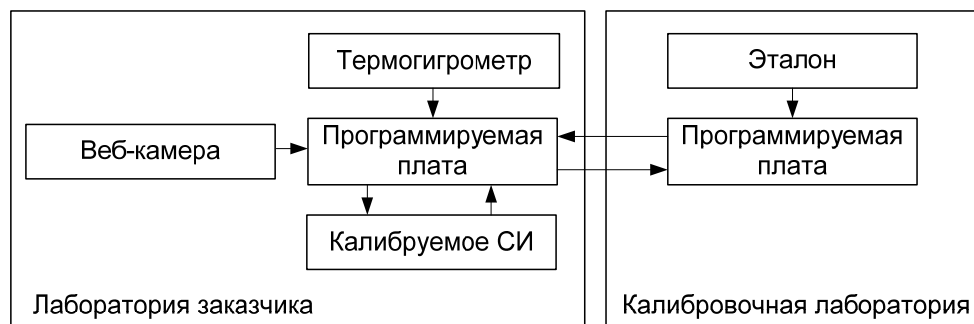 Термогигрометр
Эталон
Веб-камера
Программируемая
плата
Программируемая
плата
Калибруемое СИ
Лаборатория заказчика
Калибровочная лаборатория